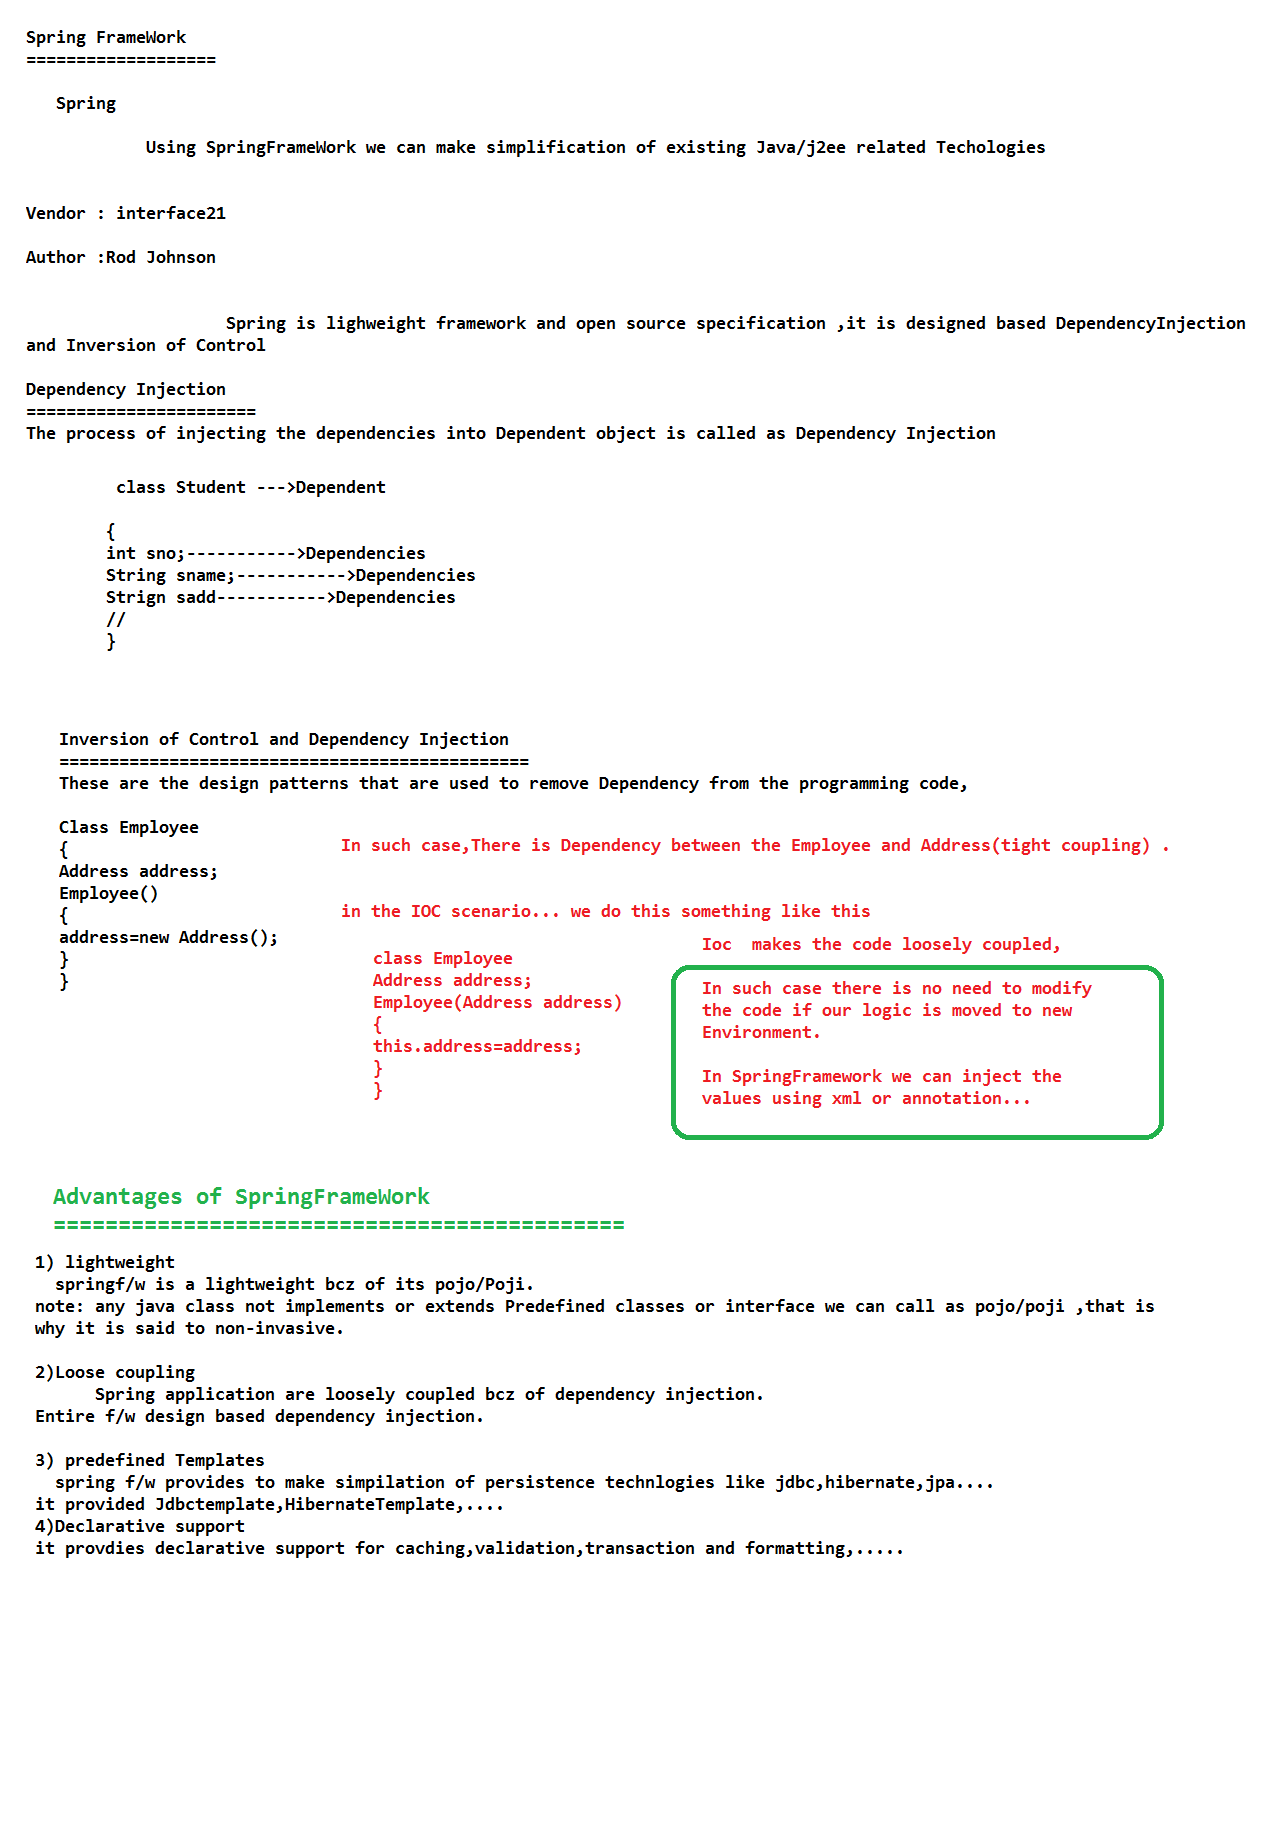 Spring FrameWork
===================
Spring
Using SpringFrameWork we can make simplification of existing Java/j2ee related Techologies
Vendor : interface21
Author :Rod Johnson
Spring is lighweight framework and open source specification ,it is designed based DependencyInjection
and Inversion of Control
Dependency Injection
=======================
The process of injecting the dependencies into Dependent object is called as Dependency Injection
class Student --->Dependent
{
int sno;----------->Dependencies
String sname;----------->Dependencies
Strign sadd----------->Dependencies
//
}
Inversion of Control and Dependency Injection
===============================================
These are the design patterns that are used to remove Dependency from the programming code,
Class Employee
{
Address address;
Employee()
{
address=new Address();
}
}
In such case,There is Dependency between the Employee and Address(tight coupling) .
in the IOC scenario... we do this something like this
class Employee
Address address;
Employee(Address address)
{
this.address=address;
}
}
Ioc  makes the code loosely coupled,
In such case there is no need to modify
the code if our logic is moved to new
Environment.
In SpringFramework we can inject the
values using xml or annotation...
Advantages of SpringFrameWork
============================================
1) lightweight
springf/w is a lightweight bcz of its pojo/Poji.
note: any java class not implements or extends Predefined classes or interface we can call as pojo/poji ,that is
why it is said to non-invasive.
2)Loose coupling
Spring application are loosely coupled bcz of dependency injection.
Entire f/w design based dependency injection.
3) predefined Templates
spring f/w provides to make simpilation of persistence technlogies like jdbc,hibernate,jpa....
it provided Jdbctemplate,HibernateTemplate,....
4)Declarative support
it provdies declarative support for caching,validation,transaction and formatting,.....